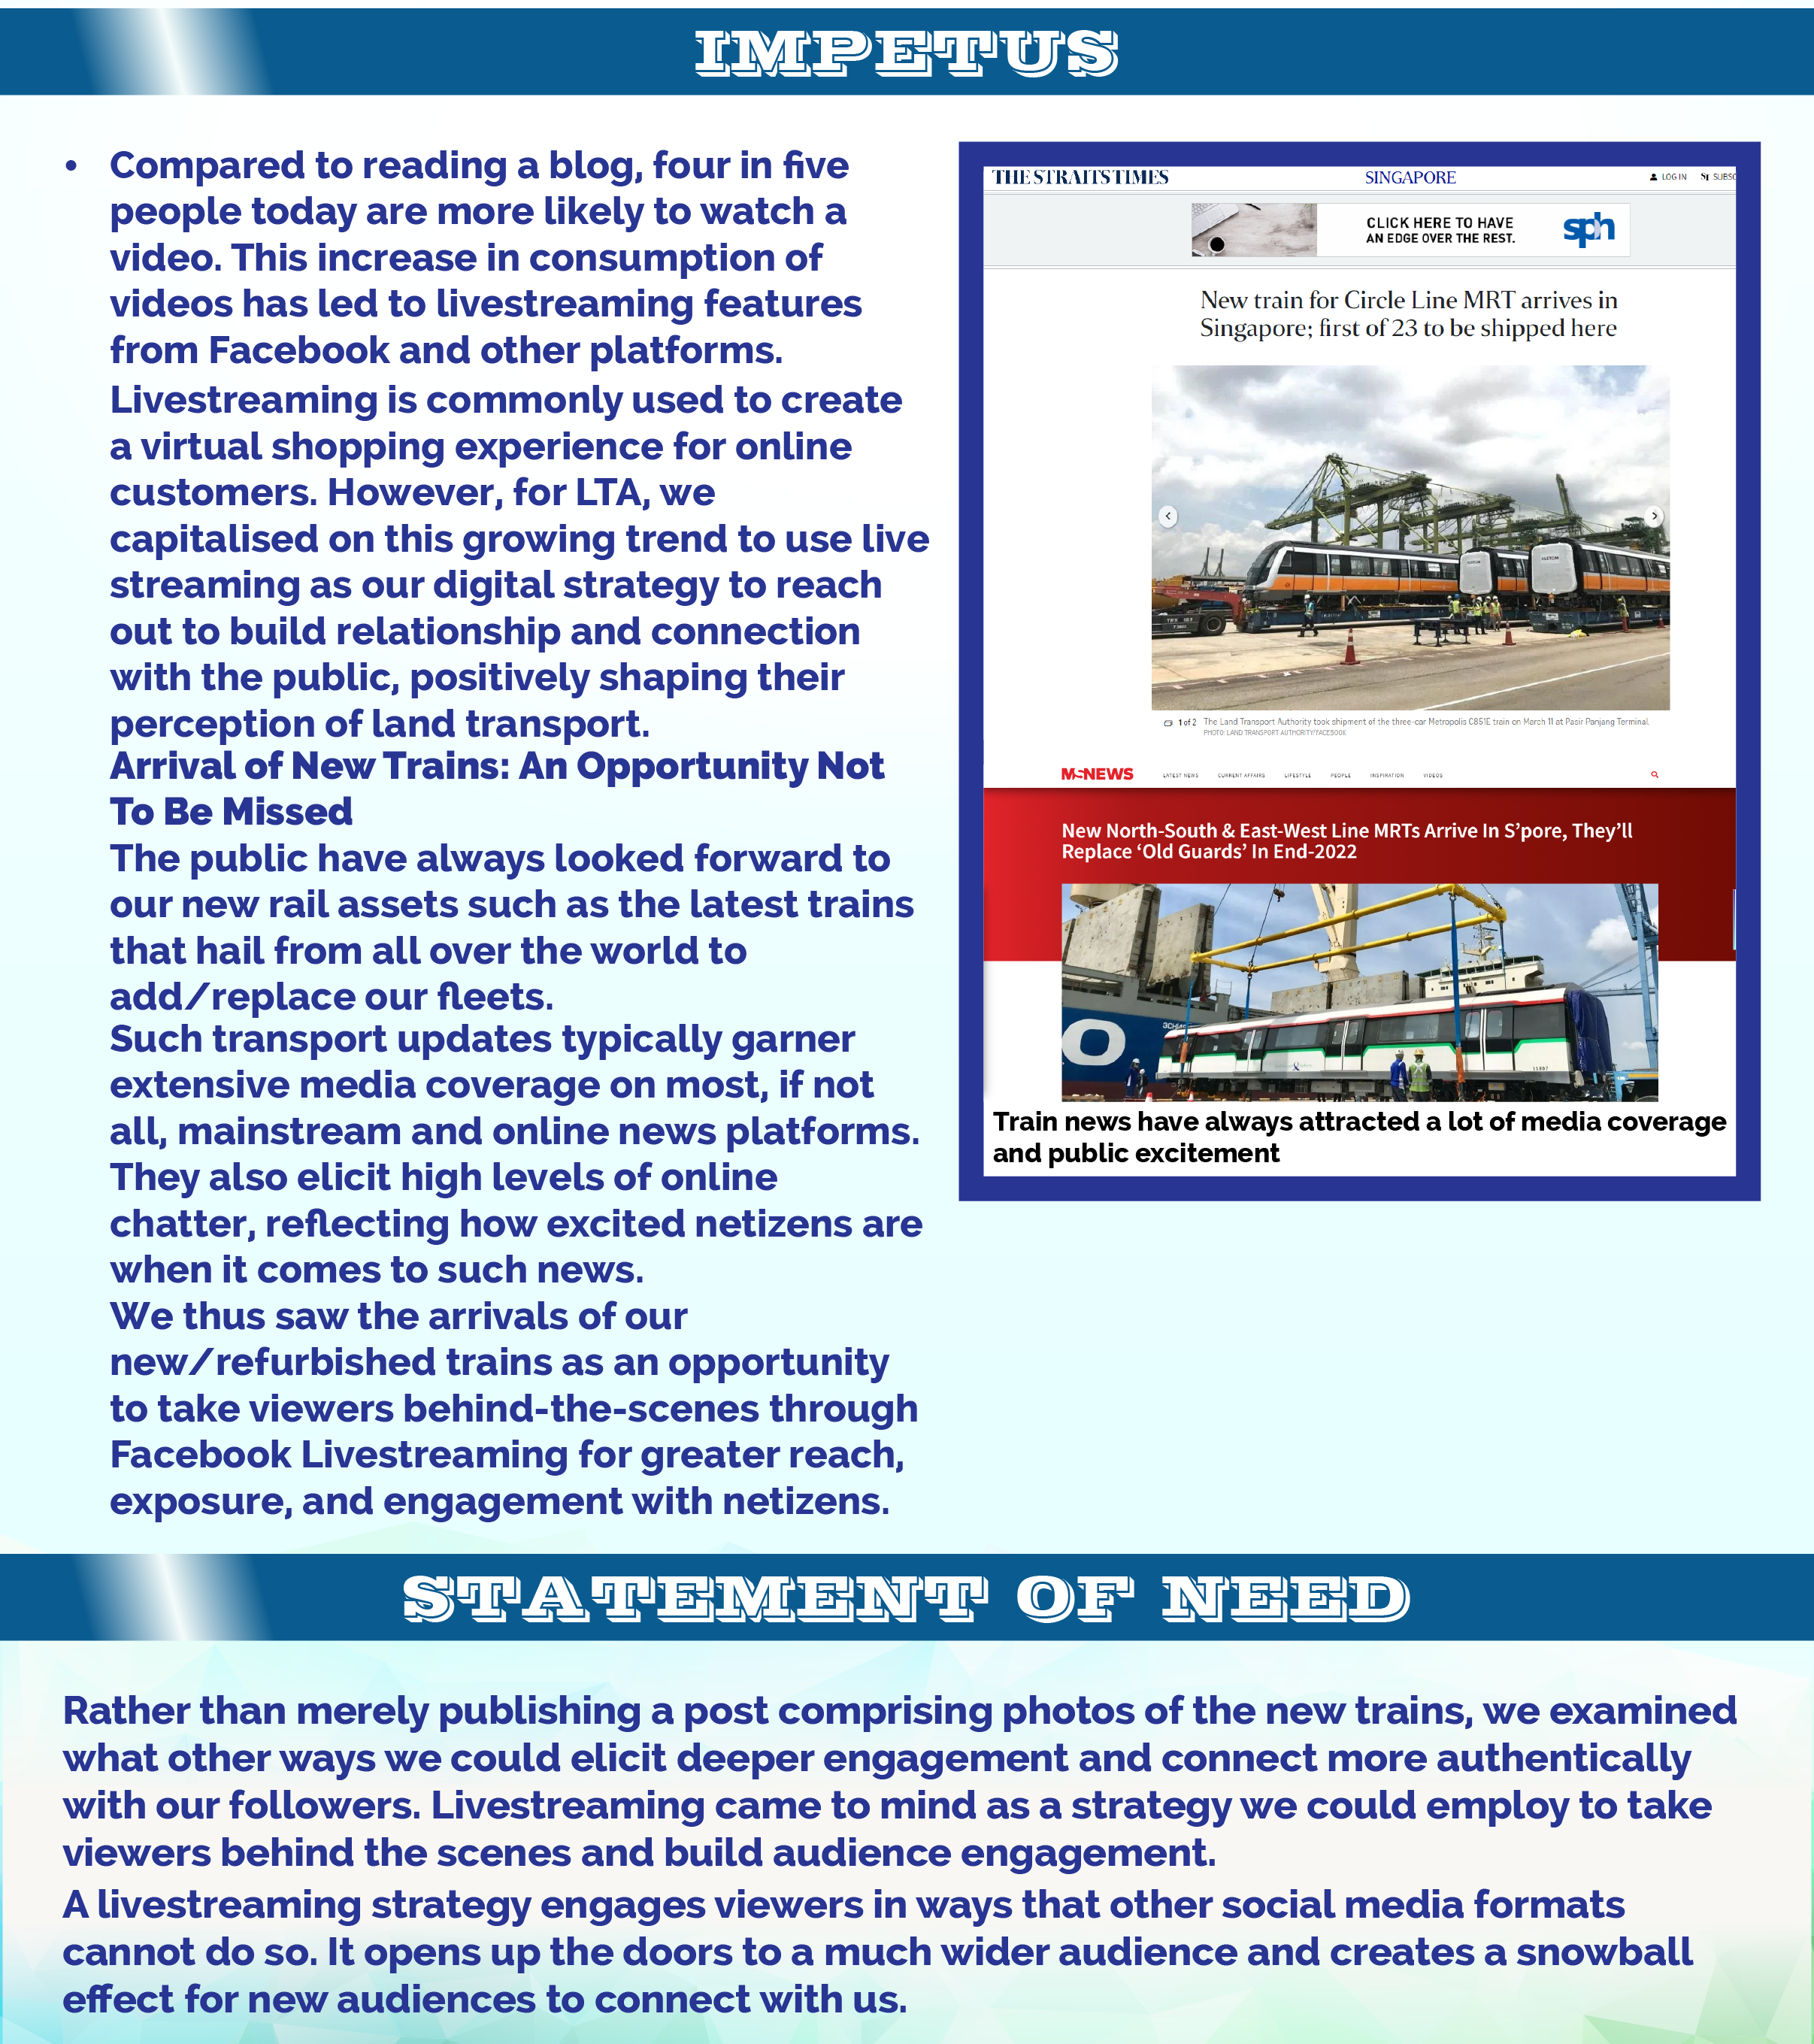 IMPETUS
• Compared to reading a blog, four in five
people today are more likely to watch a
video. This increase in consumption of
videos has led to livestreaming features
from Facebook and other platforms.
Livestreaming is commonly used to create
a virtual shopping experience for online
customers. However, for LTA, we
capitalised on this growing trend to use live
streaming as our digital strategy to reach
out to build relationship and connection
with the public, positively shaping their
perception of land transport.
Arrival of New Trains: An Opportunity Not
To Be Missed
The public have always looked forward to
our new rail assets such as the latest trains
that hail from all over the world to
add/replace our fleets.
Such transport updates typically garner
extensive media coverage on most, if not
all, mainstream and online news platforms.
They also elicit high levels of online
chatter, reflecting how excited netizens are
when it comes to such news.
We thus saw the arrivals of our
new/refurbished trains as an opportunity
to take viewers behind-the-scenes through
Facebook Livestreaming for greater reach,
exposure, and engagement with netizens.
THE STRAITS TIMES
SINGAPORE
LOG IN
ST SUBSC
CLICK HERE TO HAVE
AN EDGE OVER THE REST.
sph
New train for Circle Line MRT arrives in
Singapore; first of 23 to be shipped here
1 of 2 The Land Transport Authority took shipment of the three-car Metropolis C851E train on March 11 at Pasir Panjang Terminal.
PHOTO: LAND TRANSPORT AUTHORITY/FACEBOOK
MSNEWS
LATEST NEWS CURRENT AFFAIRS LIFESTYLE PEOPLE INSPIRATION VIDEOS
New North-South & East-West Line MRTs Arrive In S'pore, They'll
Replace 'Old Guards' In End-2022
Train news have always attracted a lot of media coverage
and public excitement
STATEMENT OF NEED
Rather than merely publishing a post comprising photos of the new trains, we examined
what other ways we could elicit deeper engagement and connect more authentically
with our followers. Livestreaming came to mind as a strategy we could employ to take
viewers behind the scenes and build audience engagement.
A livestreaming strategy engages viewers in ways that other social media formats
cannot do so. It opens up the doors to a much wider audience and creates a snowball
effect for new audiences to connect with us.